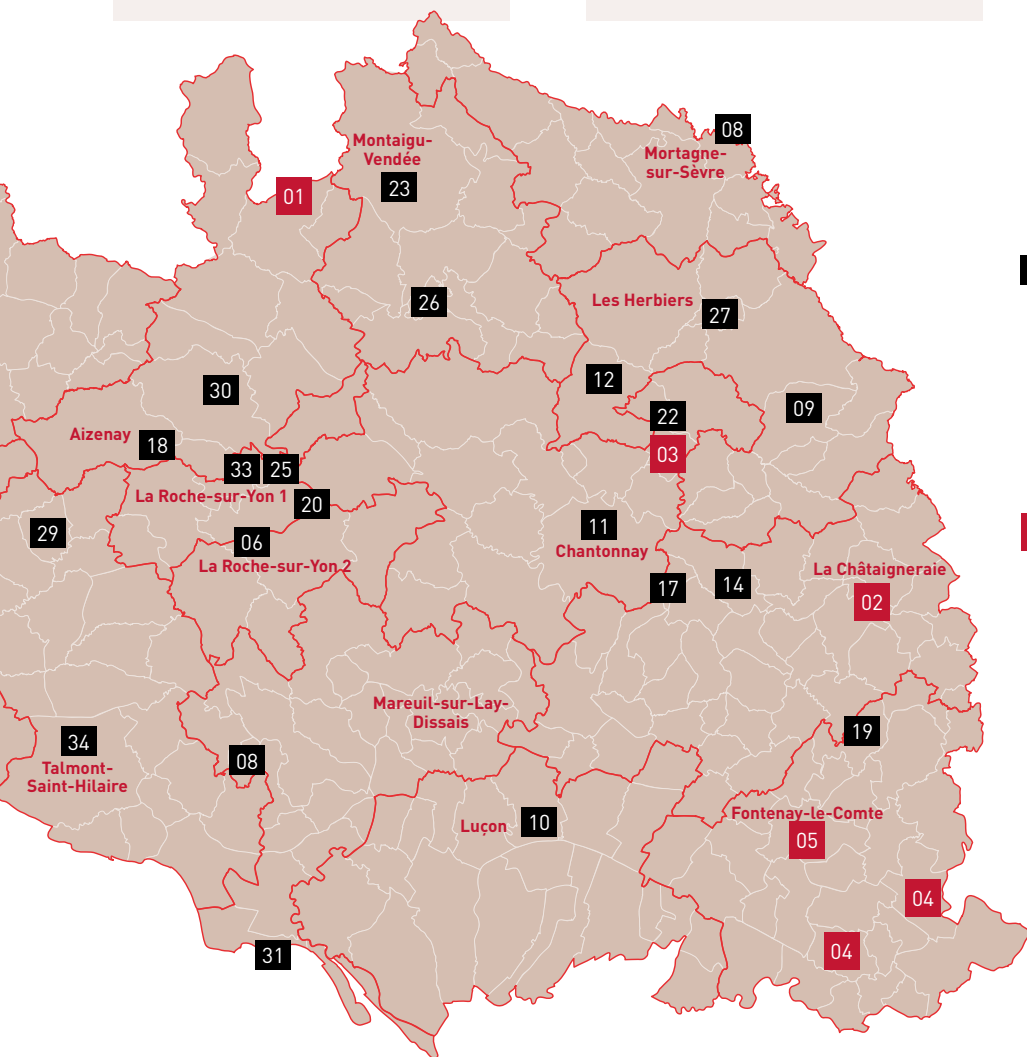 08
Montaigu-
Vendée
Mortagne-
sur-Sèvre
23
01
26
Les Herbiers
27
12
30
09
22
Aizenay
18
03
33
25
La Roche-sur-Yon 1
20
11
29
06
Chantonnay
La Roche-sur-Yon 2
La Châtaigneraie
17
14
02
Mareuil-sur-Lay-
Dissais
19
34
Talmont-
Saint-Hilaire
08
Fontenay-le-Comte
Luçon
10
05
04
04
31